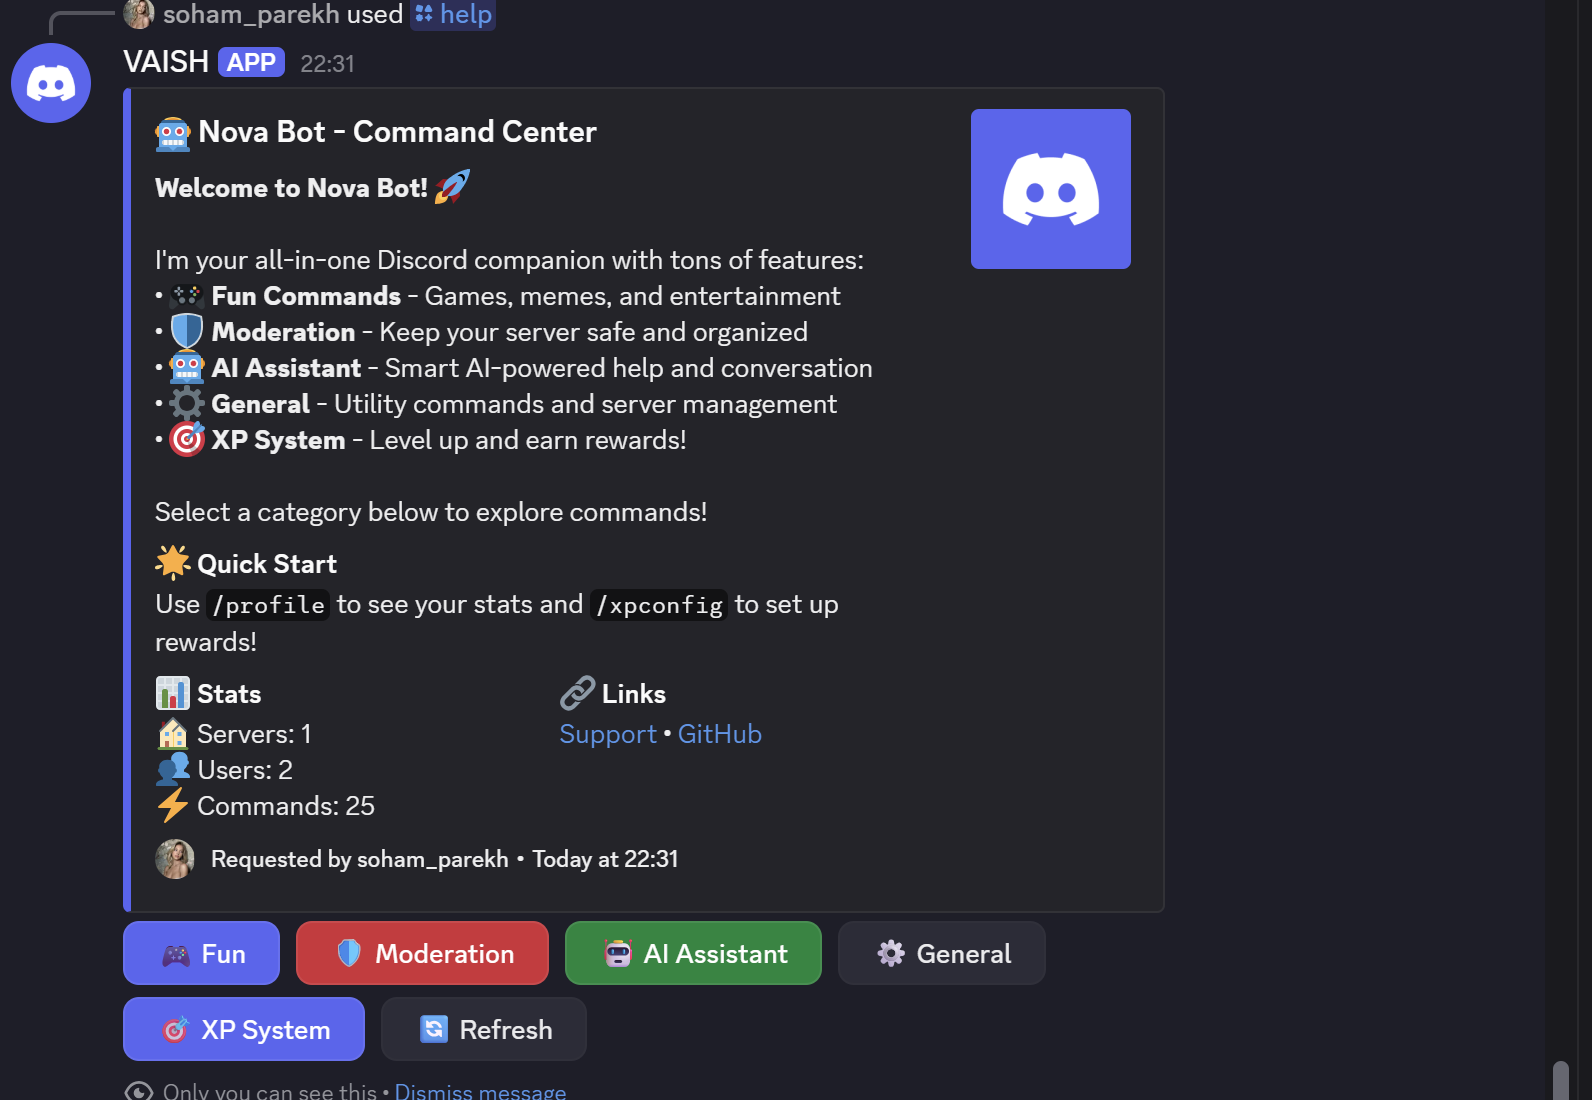 soham_parekh used help
VAISH APP 22:31
Nova Bot - Command Center
Welcome to Nova Bot!
I'm your all-in-one Discord companion with tons of features:
• Fun Commands - Games, memes, and entertainment
• Moderation - Keep your server safe and organized
• AI Assistant - Smart AI-powered help and conversation
• General - Utility commands and server management
• XP System - Level up and earn rewards!
Select a category below to explore commands!
Quick Start
Use /profile to see your stats and /xpconfig to set up
rewards!
Stats
Servers: 1
Users: 2
Commands: 25
Links
Support • GitHub
Requested by soham_parekh • Today at 22:31
Fun Moderation AI Assistant General
XP System Refresh
Only you can see this • Dismiss message